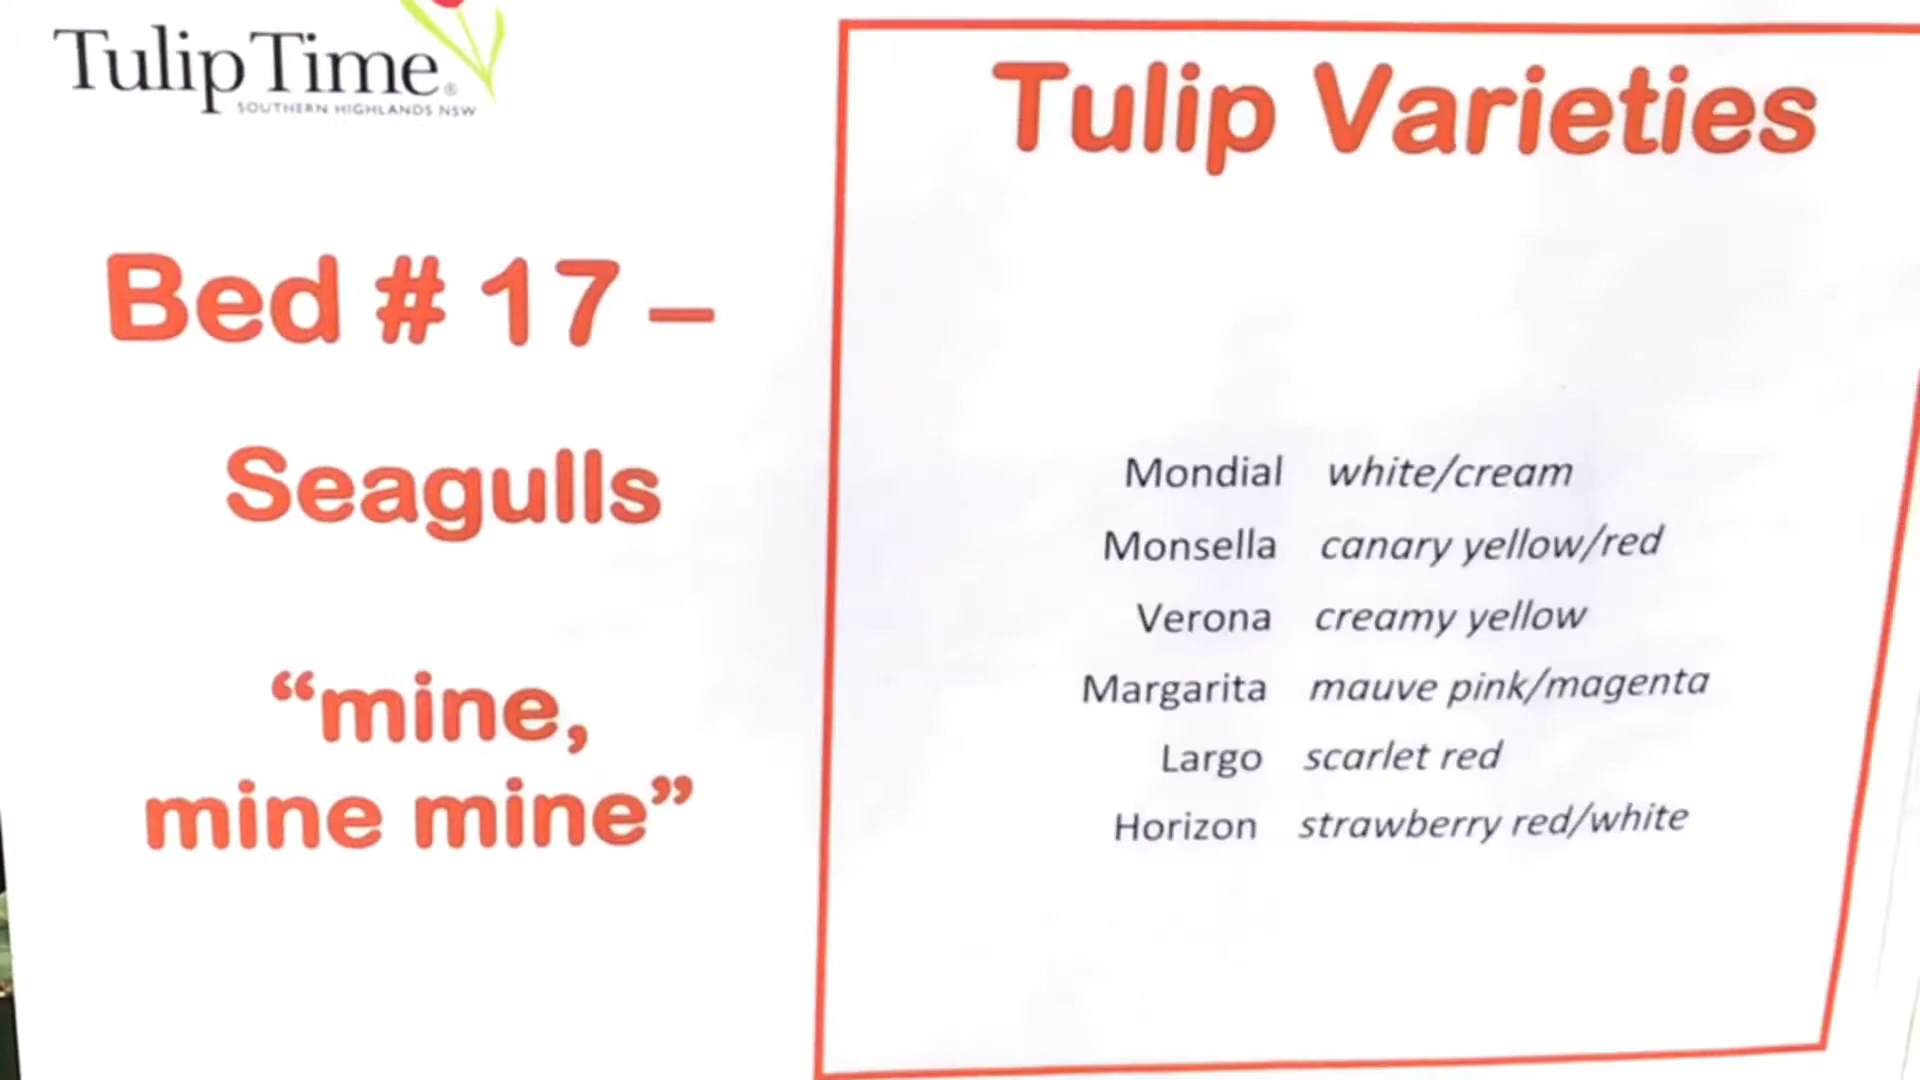 Tulip Time®
SOUTHERN HIGHLANDS NSW
Bed # 17 –
Seagulls
“mine,
mine mine”
Tulip Varieties
Mondial white/cream
Monsella canary yellow/red
Verona creamy yellow
Margarita mauve pink/magenta
Largo scarlet red
Horizon strawberry red/white